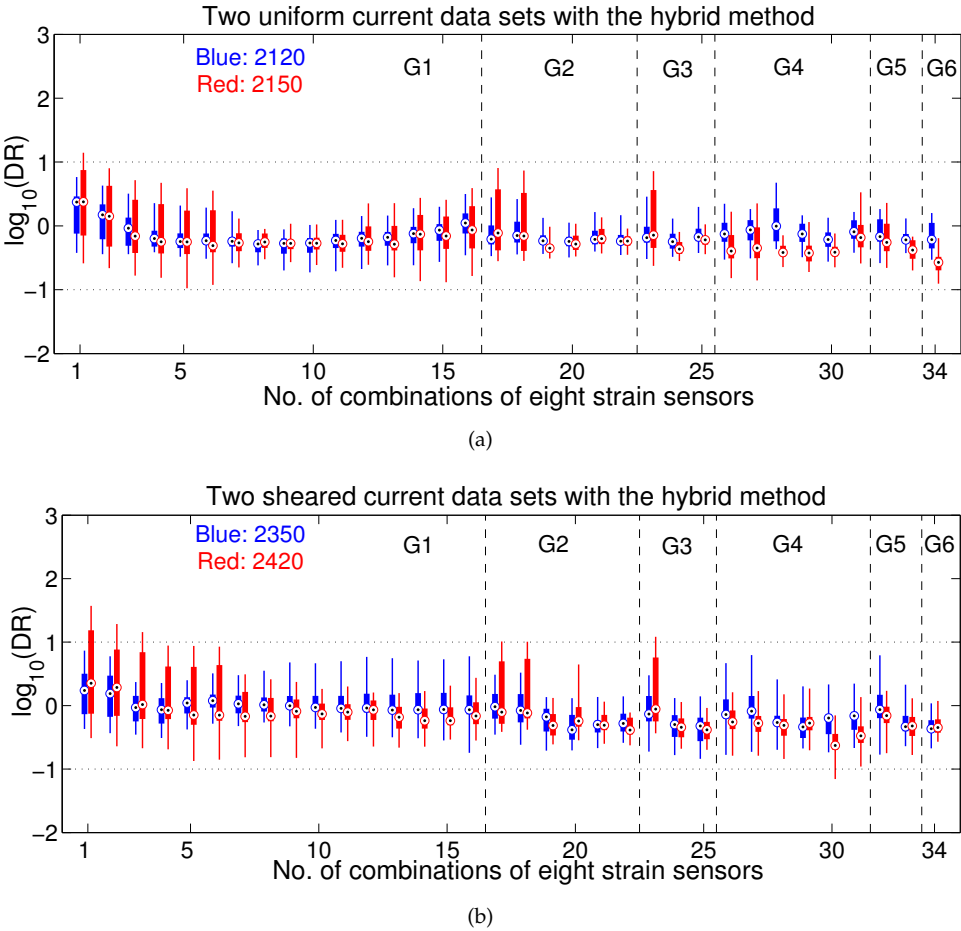 Two uniform current data sets with the hybrid method
3
2
1
0
−1
−2
log10(DR)
Blue: 2120
Red: 2150
G1
G2
G3
G4
G5
G6
1
5
10
15
20
25
30
34
No. of combinations of eight strain sensors
(a)
Two sheared current data sets with the hybrid method
3
2
1
0
−1
−2
log10(DR)
Blue: 2350
Red: 2420
G1
G2
G3
G4
G5
G6
1
5
10
15
20
25
30
34
No. of combinations of eight strain sensors
(b)